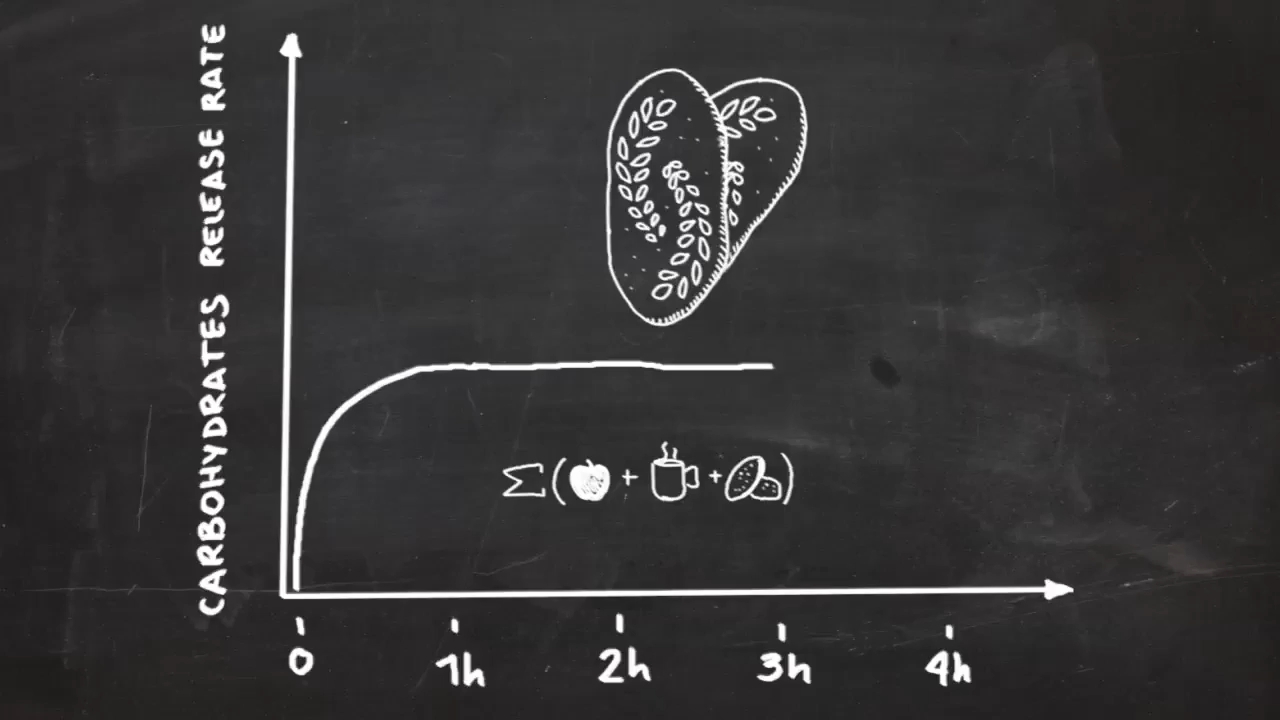 CARBOHYDRATES RELEASE RATE
Σ ( + + )
0 1h 2h 3h 4h